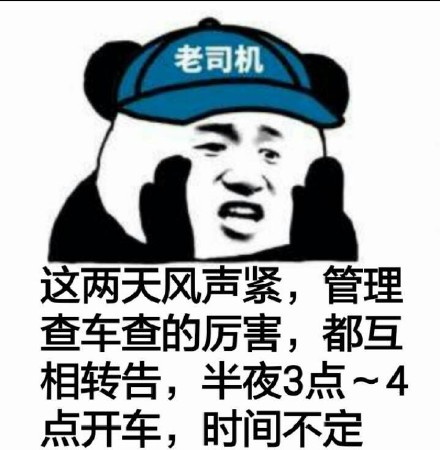 老司机
这两天风声紧，管理
查车查的厉害，都互
相转告，半夜3点～4
点开车，时间不定